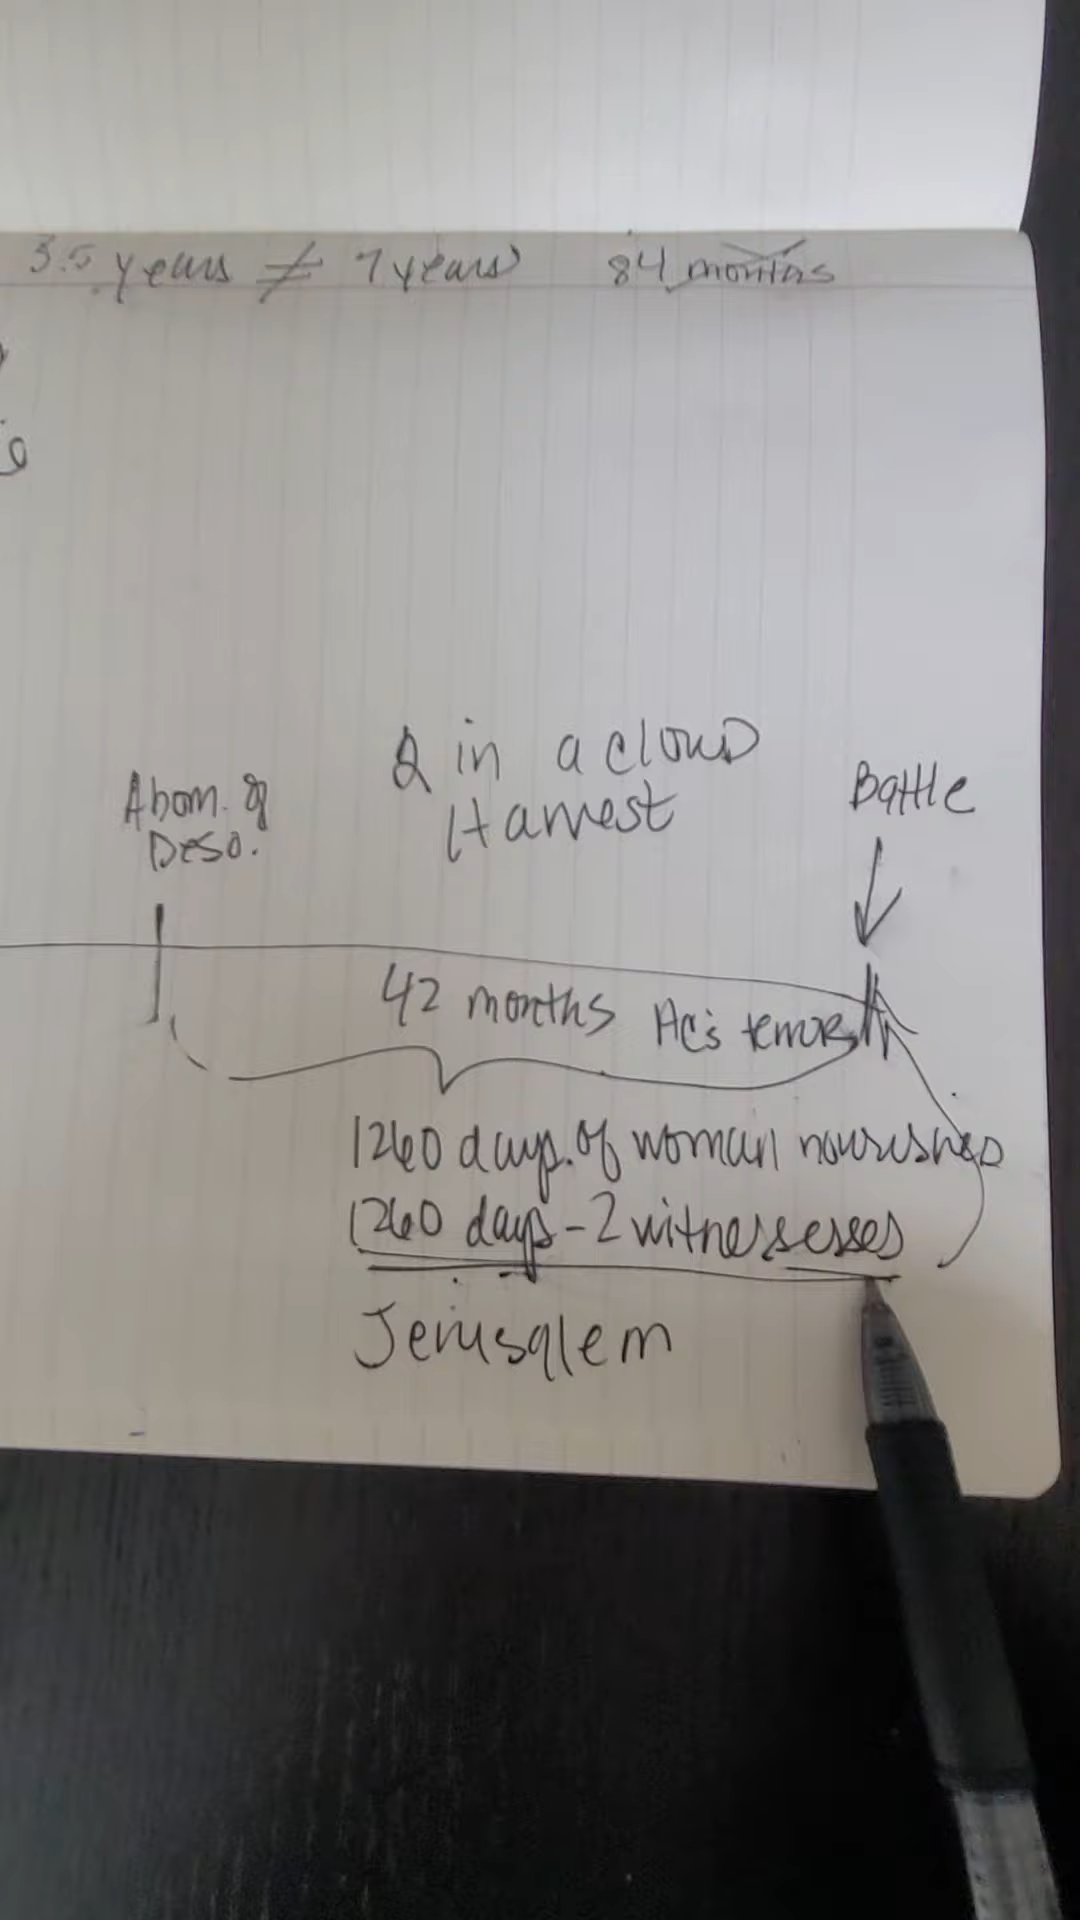 3.5 years ≠ 7 years 84 months
in a cloud
Harvest
Abom. of
Deso.
Battle
42 months AC's terror
1260 days. of woman nourished
1260 days - 2 witnessesses
Jerusalem